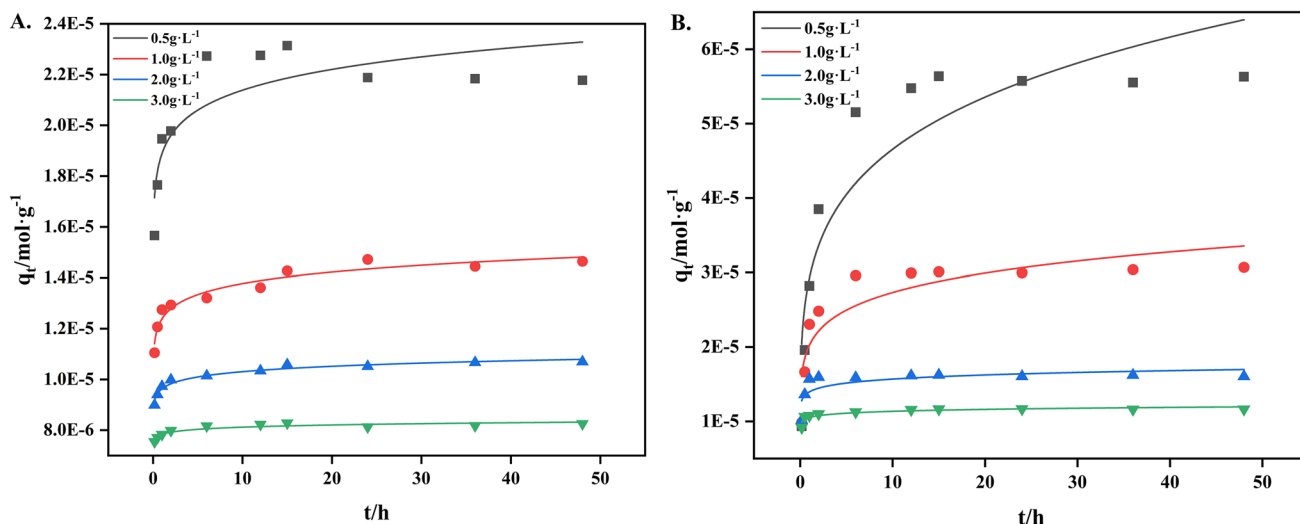 A.
0.5g·L⁻¹
1.0g·L⁻¹
2.0g·L⁻¹
3.0g·L⁻¹
2.4E-5
2.2E-5
2.0E-5
1.8E-5
1.6E-5
1.4E-5
1.2E-5
1.0E-5
8.0E-6
qₜ/mol·g⁻¹
0 10 20 30 40 50
t/h
B.
0.5g·L⁻¹
1.0g·L⁻¹
2.0g·L⁻¹
3.0g·L⁻¹
6E-5
5E-5
4E-5
3E-5
2E-5
1E-5
qₜ/mol·g⁻¹
0 10 20 30 40 50
t/h